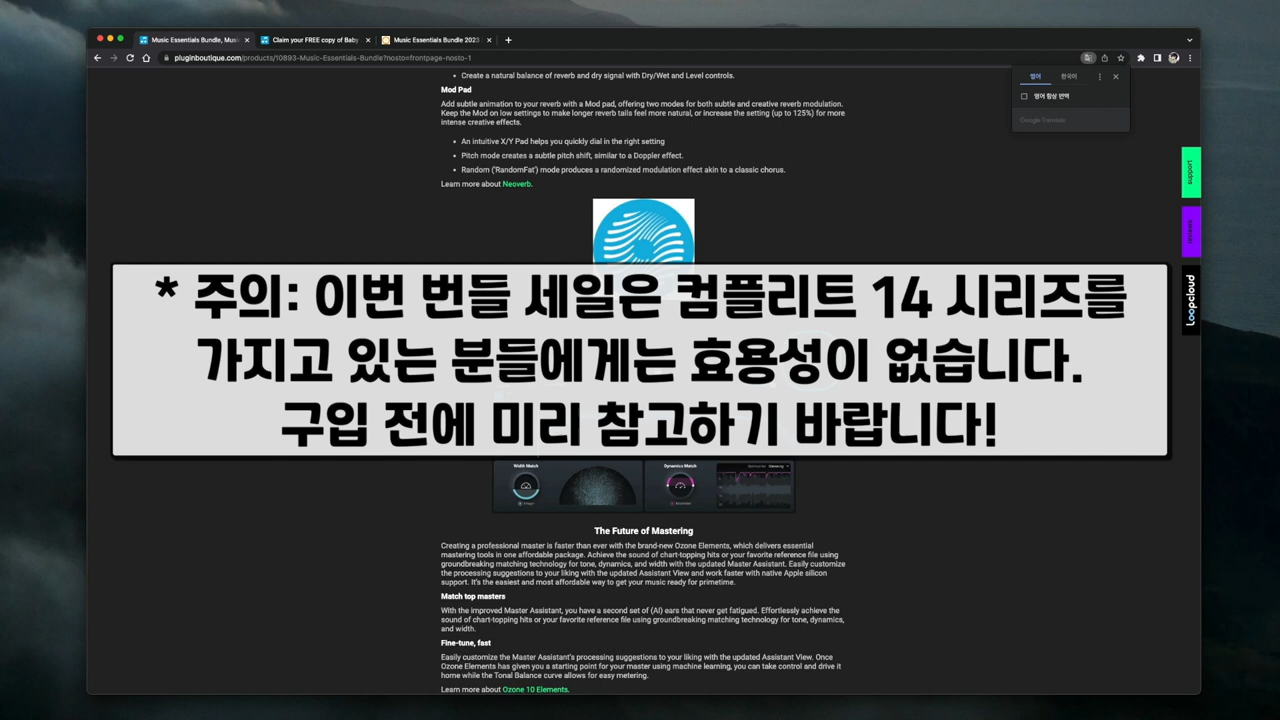 Music Essentials Bundle, Musi
Claim your FREE copy of Baby
Music Essentials Bundle 2023
pluginboutique.com/products/10893-Music-Essentials-Bundle?nosto=frontpage-nosto-1
영어
한국어
영어 항상 번역
Google Translate
Create a natural balance of reverb and dry signal with Dry/Wet and Level controls.
Mod Pad
Add subtle animation to your reverb with a Mod pad, offering two modes for both subtle and creative reverb modulation.
Keep the Mod on low settings to make longer reverb tails feel more natural, or increase the setting (up to 125%) for more
intense creative effects.
An intuitive X/Y Pad helps you quickly dial in the right setting
Pitch mode creates a subtle pitch shift, similar to a Doppler effect.
Random ('RandomFat') mode produces a randomized modulation effect akin to a classic chorus.
Learn more about Neoverb.
support
Loopcloud
* 주의: 이번 번들 세일은 컴플리트 14 시리즈를
가지고 있는 분들에게는 효용성이 없습니다.
구입 전에 미리 참고하기 바랍니다!
Width Match
Dynamics Match
The Future of Mastering
Creating a professional master is faster than ever with the brand-new Ozone Elements, which delivers essential
mastering tools in one affordable package. Achieve the sound of chart-topping hits or your favorite reference file using
groundbreaking matching technology for tone, dynamics, and width with the updated Master Assistant. Easily customize
the processing suggestions to your liking with the updated Assistant View and work faster with native Apple silicon
support. It's the easiest and most affordable way to get your music ready for primetime.
Match top masters
With the improved Master Assistant, you have a second set of (AI) ears that never get fatigued. Effortlessly achieve the
sound of chart-topping hits or your favorite reference file using groundbreaking matching technology for tone, dynamics,
and width.
Fine-tune, fast
Easily customize the Master Assistant's processing suggestions to your liking with the updated Assistant View. Once
Ozone Elements has given you a starting point for your master using machine learning, you can take control and drive it
home while the Tonal Balance curve allows for easy metering.
Learn more about Ozone 10 Elements.